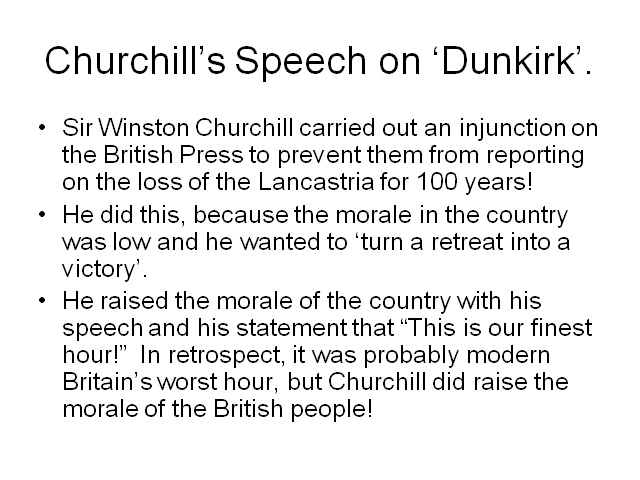 Churchill’s Speech on ‘Dunkirk’.
• Sir Winston Churchill carried out an injunction on
the British Press to prevent them from reporting
on the loss of the Lancastria for 100 years!
• He did this, because the morale in the country
was low and he wanted to ‘turn a retreat into a
victory’.
• He raised the morale of the country with his
speech and his statement that “This is our finest
hour!”  In retrospect, it was probably modern
Britain’s worst hour, but Churchill did raise the
morale of the British people!